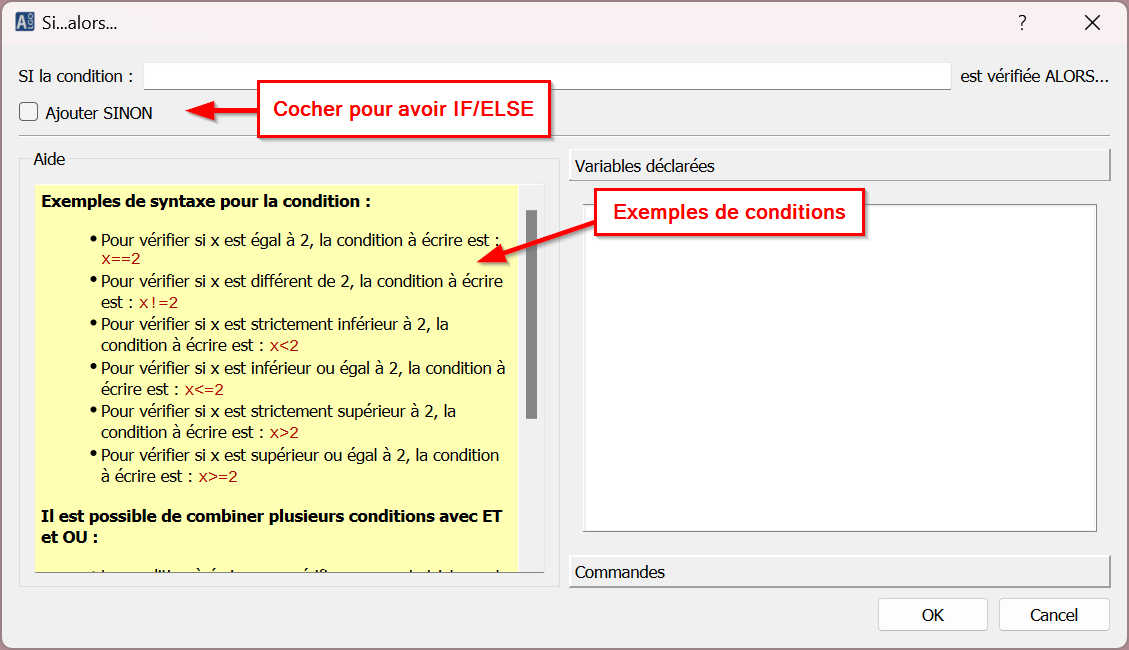 Si...alors...
?
SI la condition :
est vérifiée ALORS...
Ajouter SINON
Cocher pour avoir IF/ELSE
Aide
Exemples de syntaxe pour la condition :
• Pour vérifier si x est égal à 2, la condition à écrire est :
x==2
• Pour vérifier si x est différent de 2, la condition à écrire
est : x!=2
• Pour vérifier si x est strictement inférieur à 2, la
condition à écrire est : x<2
• Pour vérifier si x est inférieur ou égal à 2, la condition à
écrire est : x<=2
• Pour vérifier si x est strictement supérieur à 2, la
condition à écrire est : x>2
• Pour vérifier si x est supérieur ou égal à 2, la condition
à écrire est : x>=2
Il est possible de combiner plusieurs conditions avec ET
et OU :
Variables déclarées
Exemples de conditions
Commandes
OK
Cancel